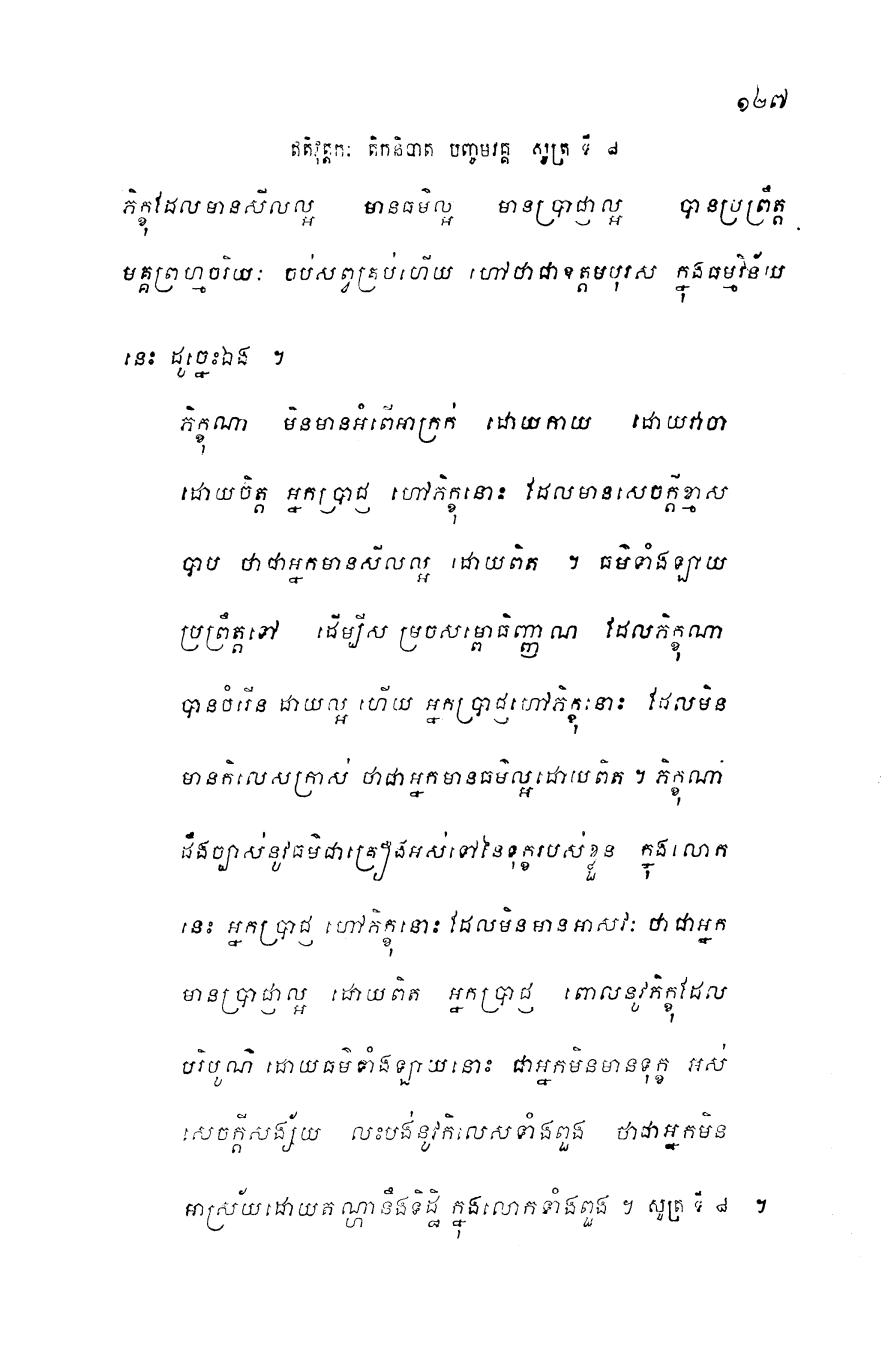 ១២៧
ឥតិវុត្តកៈ តិកនិបាត បញ្ចមវគ្គ សូត្រ ទី ៨
ភិក្ខុដែលមានសីលល្អ មានធម៌ល្អ មានប្រាជ្ញាល្អ បានប្រព្រឹត្ត
មគ្គព្រហ្មចរិយៈ ចប់សព្វគ្រប់ហើយ ហៅថាជាឧត្តមបុរស ក្នុងធម្មវិន័យ
នេះ ដូច្នេះឯង ។
ភិក្ខុណា មិនមានអំពើអាក្រក់ ដោយកាយ ដោយវាចា
ដោយចិត្ត អ្នកប្រាជ្ញ ហៅភិក្ខុនោះ ដែលមានសេចក្តីខ្មាស
បាប ថាជាអ្នកមានសីលល្អ ដោយពិត ។ ធម៌ទាំងឡាយ
ប្រព្រឹត្តទៅ ដើម្បីស ម្រេចសម្ពោធិញ្ញាណ ដែលភិក្ខុណា
បានចំរើន ដោយល្អ ហើយ អ្នកប្រាជ្ញហៅភិក្ខុនោះ ដែលមិន
មានកិលេសក្រាស់ ថាជាអ្នកមានធម៌ល្អដោយពិត ។ ភិក្ខុណា
ដឹងច្បាស់នូវធម៌ជាគ្រឿងអស់ទៅនៃទុក្ខរបស់ខ្លួន ក្នុងលោក
នេះ អ្នកប្រាជ្ញ ហៅភិក្ខុនោះ ដែលមិនមានអាសវៈ ថាជាអ្នក
មានប្រាជ្ញាល្អ ដោយពិត អ្នកប្រាជ្ញ ពោលនូវភិក្ខុដែល
បរិបូណ៌ ដោយធម៌ទាំងឡាយនោះ ជាអ្នកមិនមានទុក្ខ អស់
សេចក្តីសង្ស័យ លះបង់នូវកិលេសទាំងពួង ថាជាអ្នកមិន
អាស្រ័យដោយតណ្ហានឹងទិដ្ឋិ ក្នុងលោកទាំងពួង ។ សូត្រ ទី ៨ ។